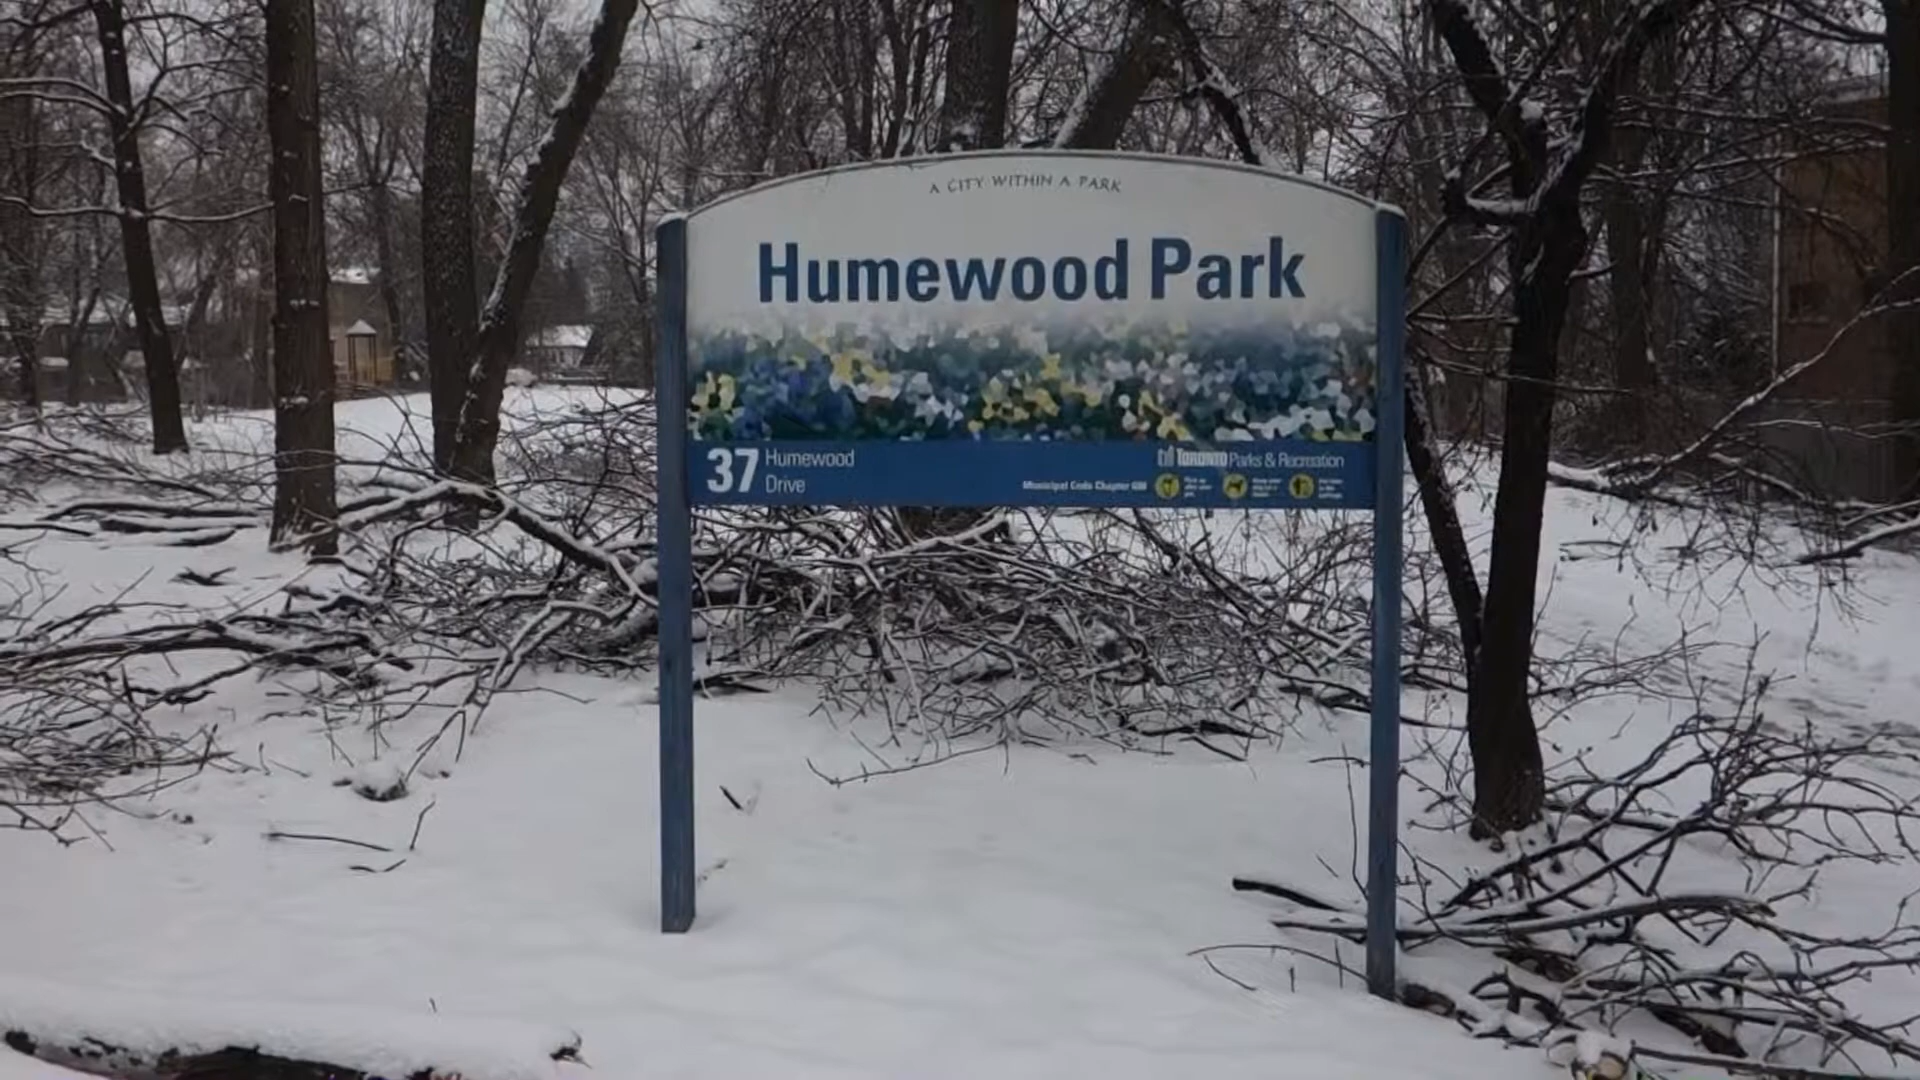 A CITY WITHIN A PARK
Humewood Park
37 Humewood
Drive
TORONTO Parks & Recreation
Municipal Code Chapter 608